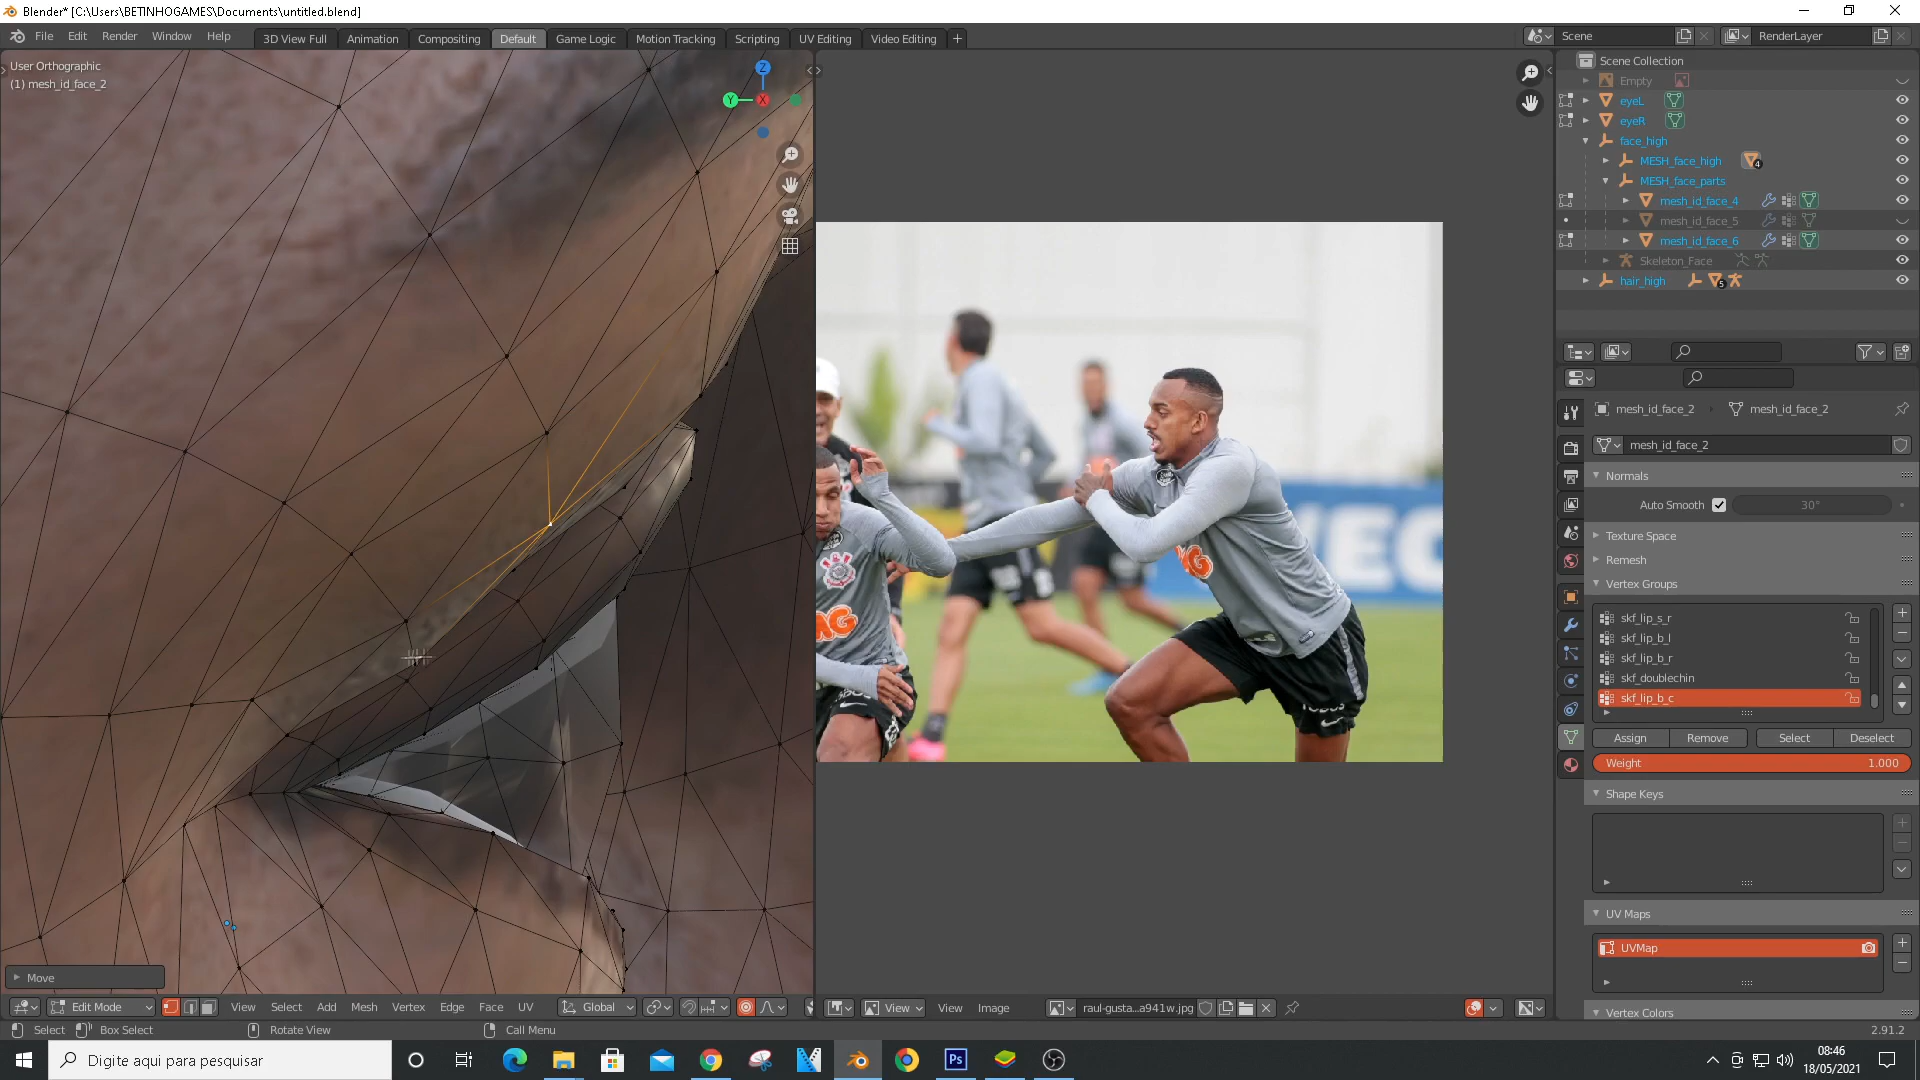 Blender* [C:\Users\BETINHOGAMES\Documents\untitled.blend]
File Edit Render Window Help
3D View Full Animation Compositing Default Game Logic Motion Tracking Scripting UV Editing Video Editing +
Scene
RenderLayer
User Orthographic
(1) mesh_id_face_2
Z
Y
X
Scene Collection
Empty
eyeL
eyeR
face_high
MESH_face_high 4
MESH_face_parts
mesh_id_face_4
mesh_id_face_5
mesh_id_face_6
Skeleton_Face
hair_high 5
mesh_id_face_2 mesh_id_face_2
mesh_id_face_2
Normals
Auto Smooth 30°
Texture Space
Remesh
Vertex Groups
skf_lip_s_r
skf_lip_b_l
skf_lip_b_r
skf_doublechin
skf_lip_b_c
Assign Remove Select Deselect
Weight 1.000
Shape Keys
UV Maps
UVMap
Vertex Colors
Move
Edit Mode View Select Add Mesh Vertex Edge Face UV Global
View View Image raul-gusta...a941w.jpg
Select Box Select Rotate View Call Menu
2.91.2
Digite aqui para pesquisar
Ps
08:46
18/05/2021